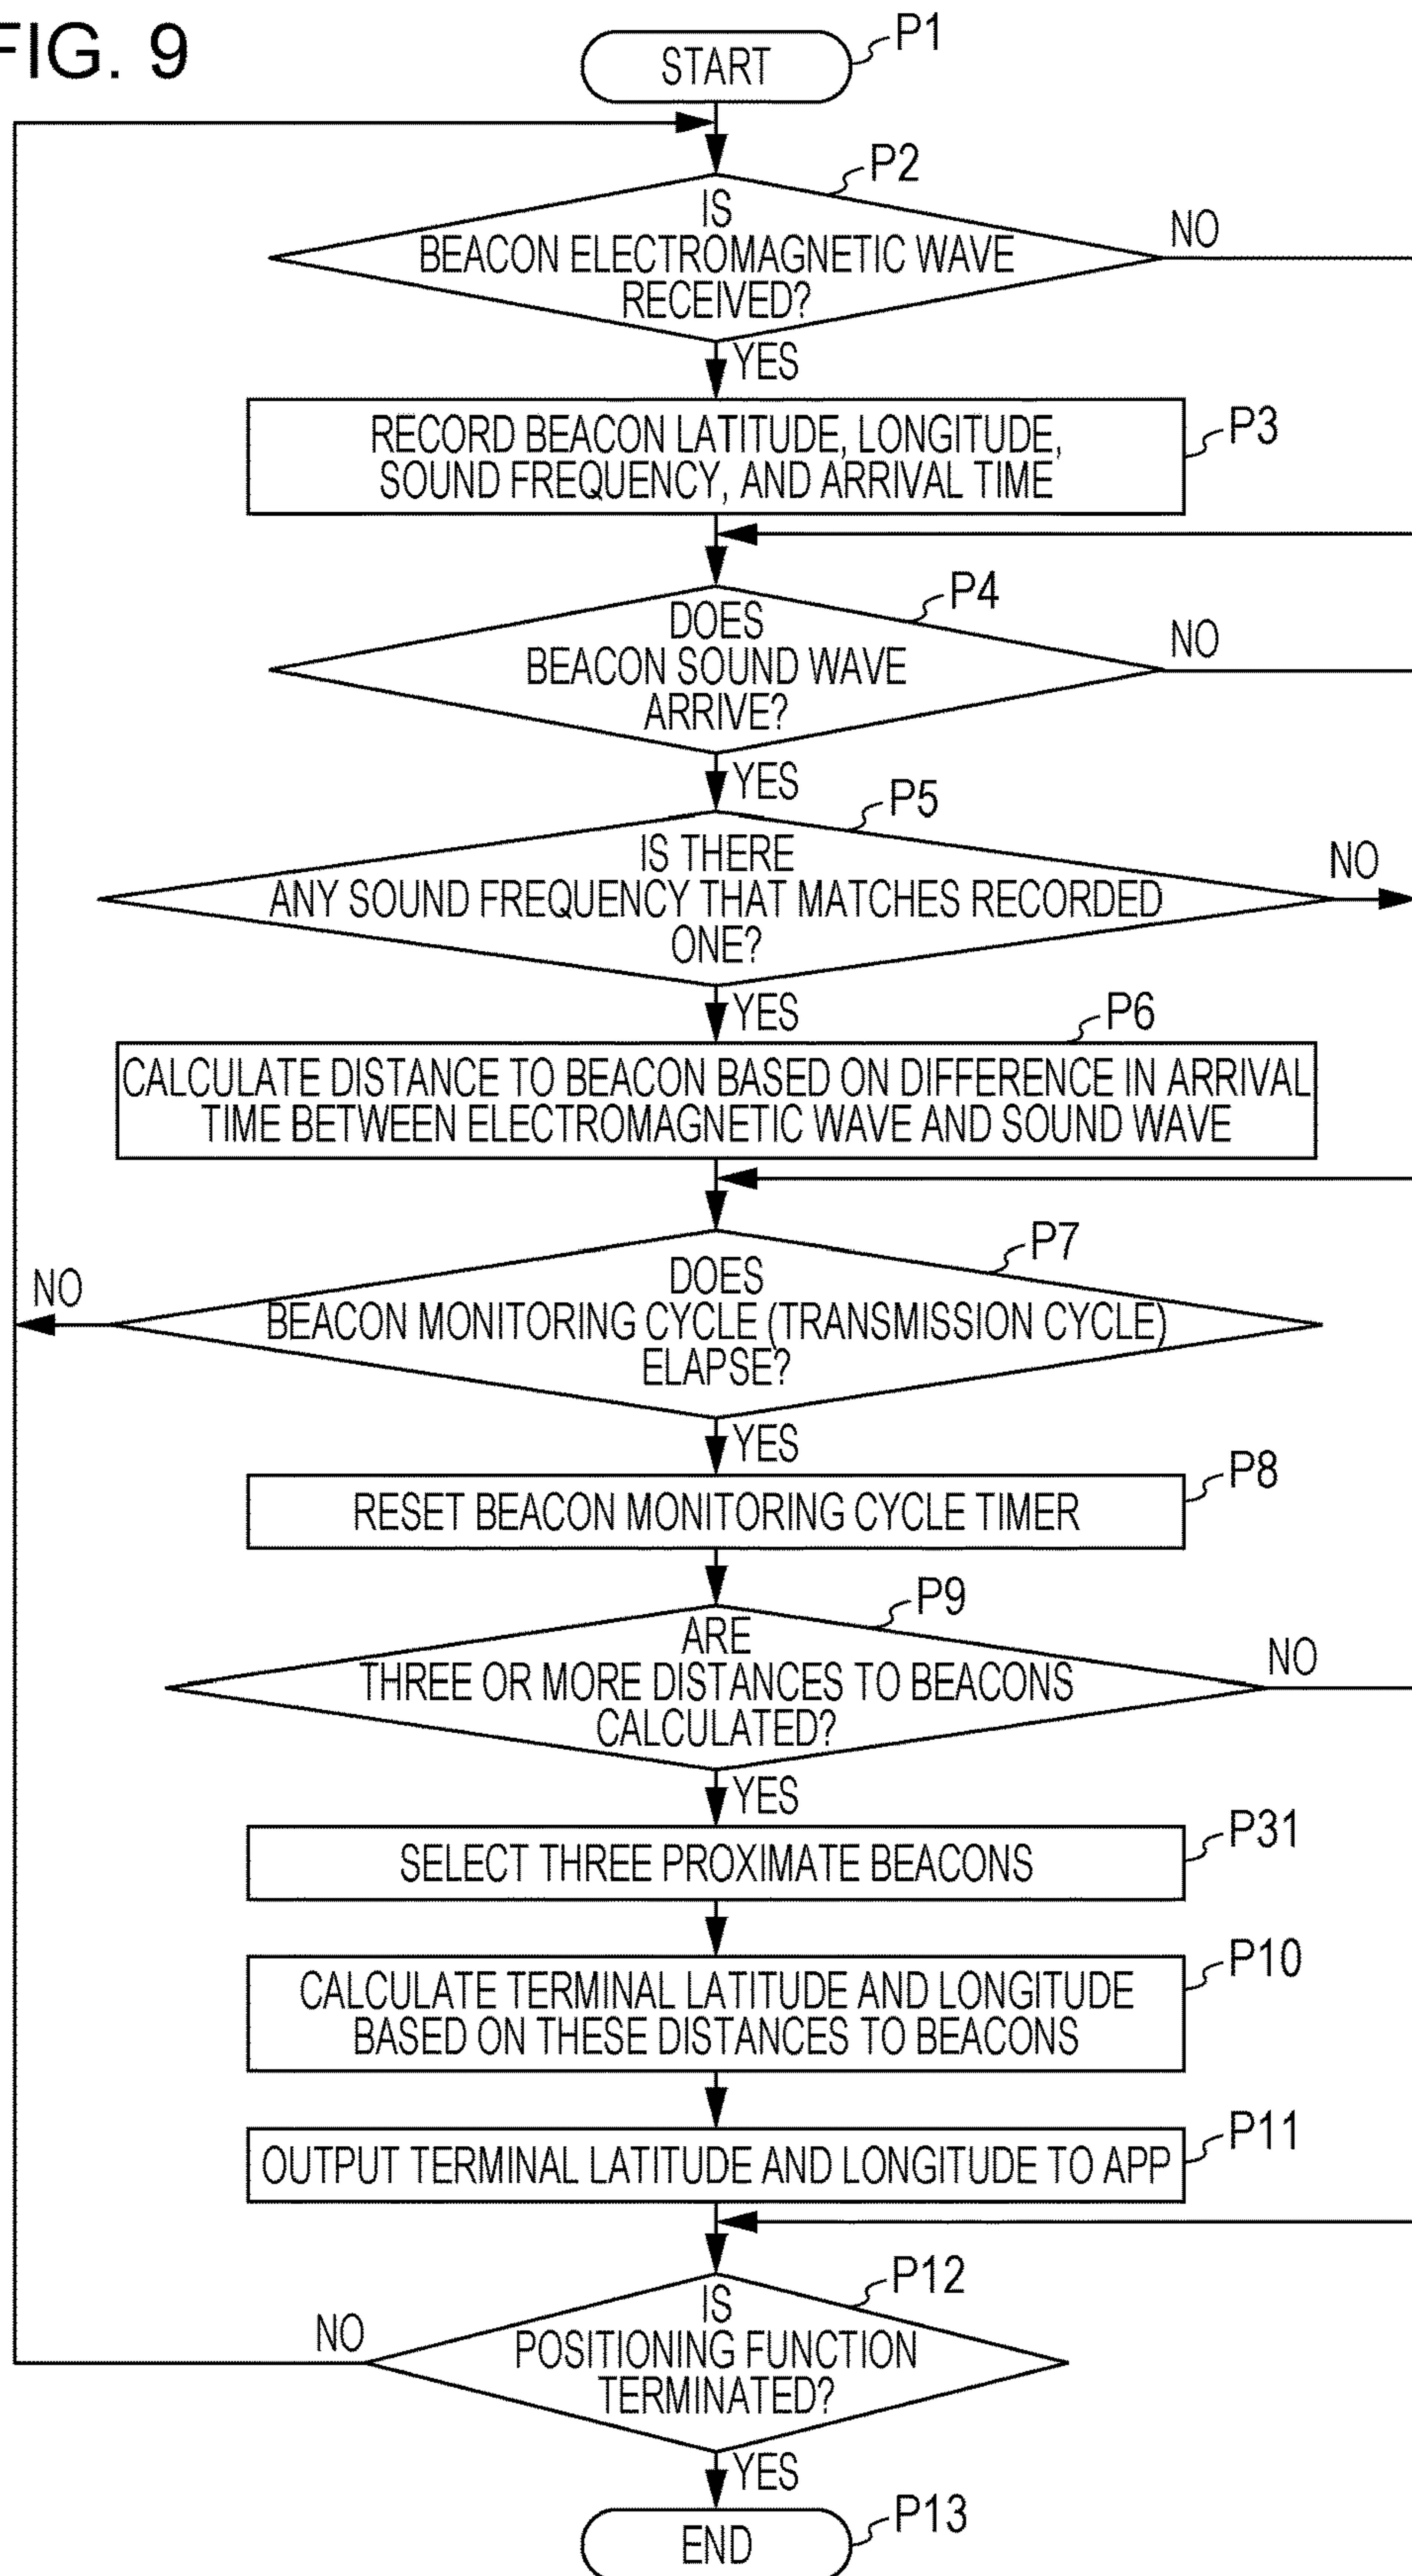 FIG. 9
START
P1
P2
IS
BEACON ELECTROMAGNETIC WAVE
RECEIVED?
NO
YES
P3
RECORD BEACON LATITUDE, LONGITUDE,
SOUND FREQUENCY, AND ARRIVAL TIME
P4
DOES
BEACON SOUND WAVE
ARRIVE?
NO
YES
P5
IS THERE
ANY SOUND FREQUENCY THAT MATCHES RECORDED
ONE?
NO
YES
P6
CALCULATE DISTANCE TO BEACON BASED ON DIFFERENCE IN ARRIVAL
TIME BETWEEN ELECTROMAGNETIC WAVE AND SOUND WAVE
P7
DOES
BEACON MONITORING CYCLE (TRANSMISSION CYCLE)
ELAPSE?
NO
YES
P8
RESET BEACON MONITORING CYCLE TIMER
P9
ARE
THREE OR MORE DISTANCES TO BEACONS
CALCULATED?
NO
YES
P31
SELECT THREE PROXIMATE BEACONS
P10
CALCULATE TERMINAL LATITUDE AND LONGITUDE
BASED ON THESE DISTANCES TO BEACONS
P11
OUTPUT TERMINAL LATITUDE AND LONGITUDE TO APP
P12
IS
POSITIONING FUNCTION
TERMINATED?
NO
YES
P13
END